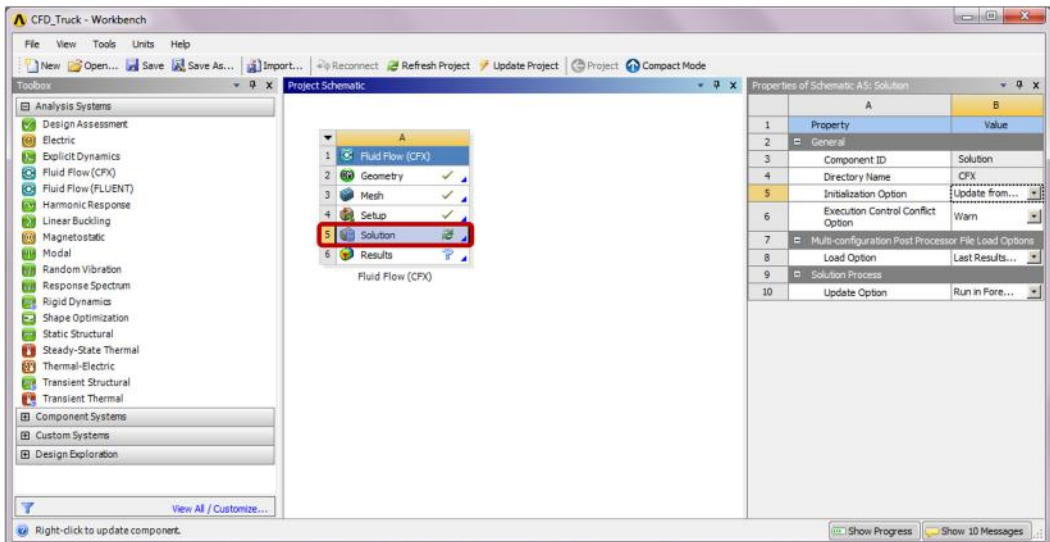 CFD_Truck - Workbench
File View Tools Units Help
New Open... Save Save As... Import... Reconnect Refresh Project Update Project Project Compact Mode
Toolbox
Analysis Systems
Design Assessment
Electric
Explicit Dynamics
Fluid Flow (CFX)
Fluid Flow (FLUENT)
Harmonic Response
Linear Buckling
Magnetostatic
Modal
Random Vibration
Response Spectrum
Rigid Dynamics
Shape Optimization
Static Structural
Steady-State Thermal
Thermal-Electric
Transient Structural
Transient Thermal
Component Systems
Custom Systems
Design Exploration
View All / Customize...
Project Schematic
A
1 Fluid Flow (CFX)
2 Geometry
3 Mesh
4 Setup
5 Solution
6 Results
Fluid Flow (CFX)
Properties of Schematic A5: Solution
A B
1 Property Value
2 General
3 Component ID Solution
4 Directory Name CFX
5 Initialization Option Update from...
6 Execution Control Conflict Option Warn
7 Multi-configuration Post Processor File Load Options
8 Load Option Last Results...
9 Solution Process
10 Update Option Run in Fore...
Right-click to update component.
Show Progress Show 10 Messages